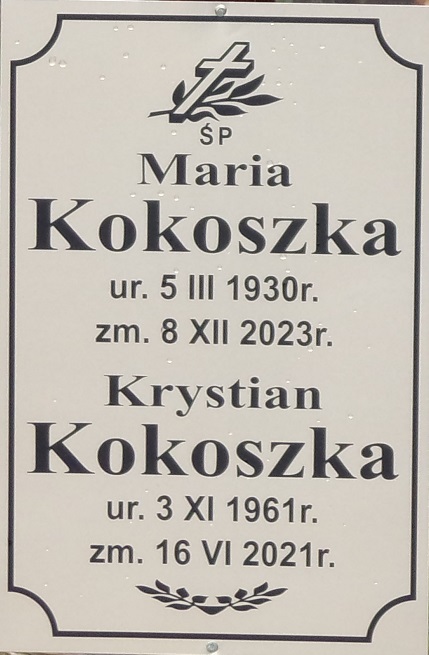 ŚP
Maria
Kokoszka
ur. 5 III 1930r.
zm. 8 XII 2023r.
Krystian
Kokoszka
ur. 3 XI 1961r.
zm. 16 VI 2021r.